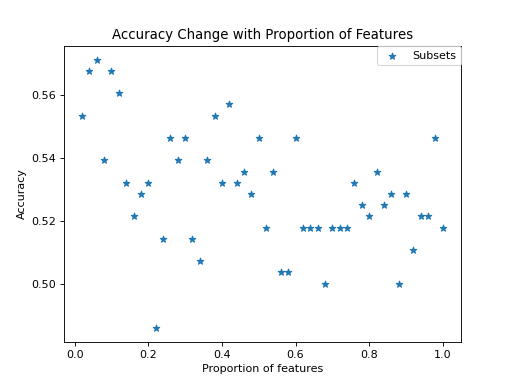 Accuracy Change with Proportion of Features
Subsets
0.56
0.54
0.52
0.50
Accuracy
0.0 0.2 0.4 0.6 0.8 1.0
Proportion of features